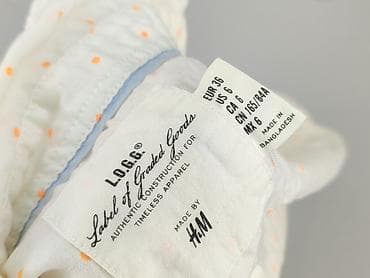 L.O.G.G.®
Label of Graded Goods
AUTHENTIC CONSTRUCTION FOR
TIMELESS APPAREL
MADE BY
H&M
EUR 36
US 6
CA 6
CN 165/84A
MX 6
MADE IN
BANGLADESH